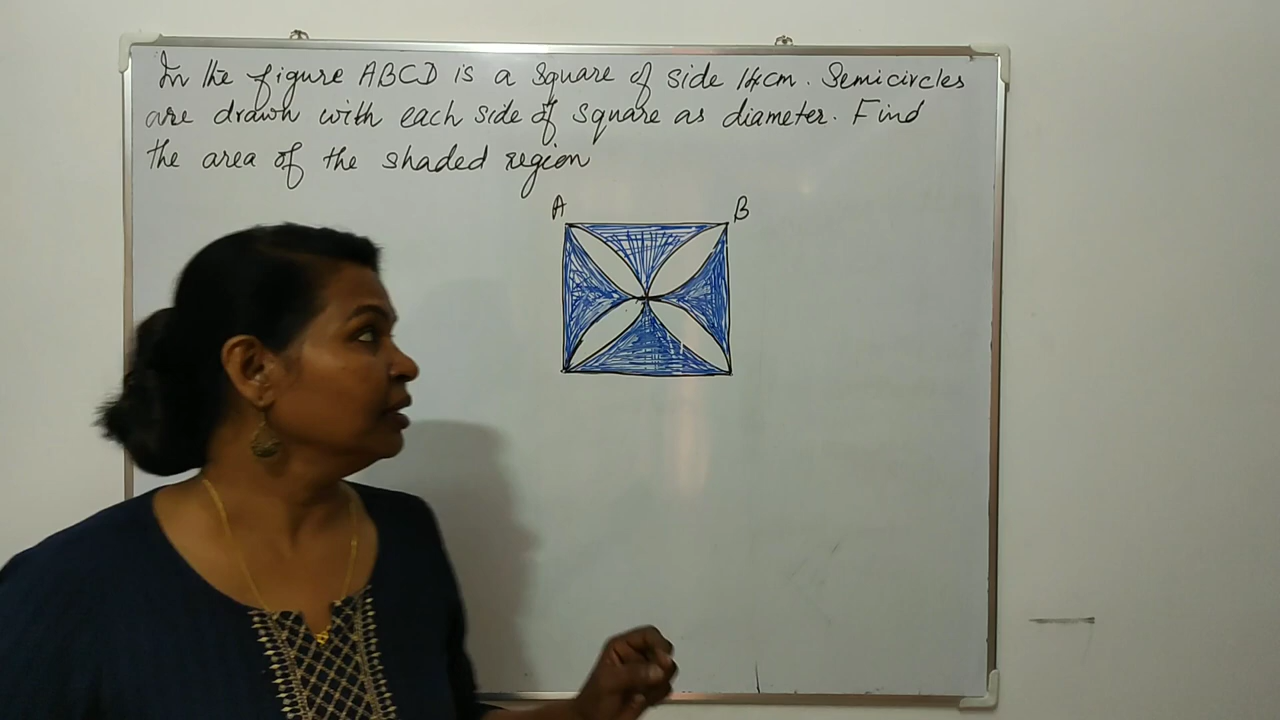 In the figure ABCD is a square of side 14cm. Semicircles
are drawn with each side of square as diameter. Find
the area of the shaded region
A B